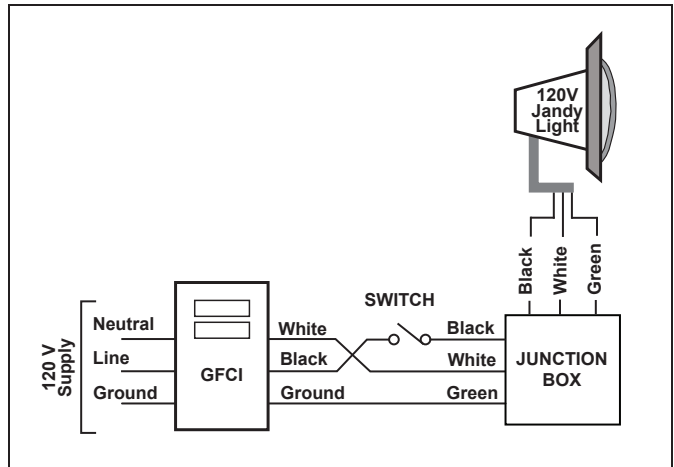 120V
Jandy
Light
Black
White
Green
SWITCH
120 V
Supply
Neutral
Line
Ground
GFCI
White
Black
Ground
Black
White
Green
JUNCTION
BOX